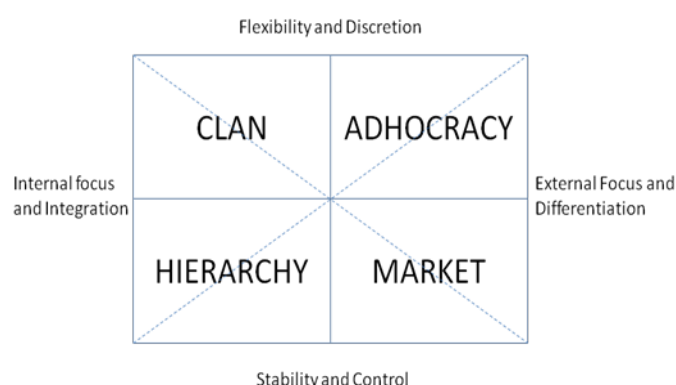 Flexibility and Discretion
CLAN
ADHOCRACY
Internal focus
and Integration
External Focus and
Differentiation
HIERARCHY
MARKET
Stability and Control